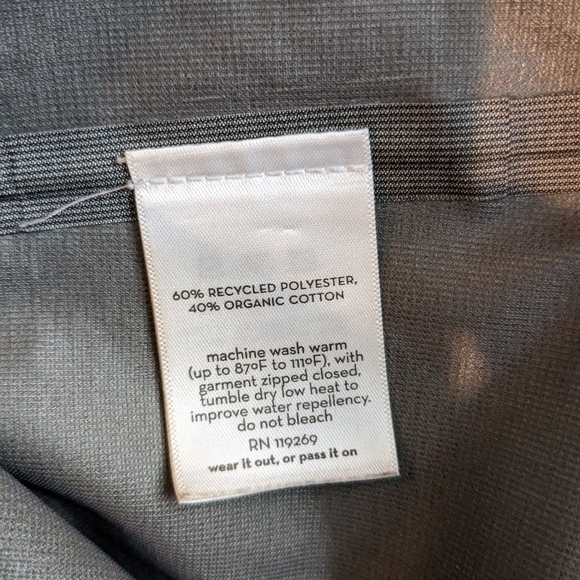 60% RECYCLED POLYESTER,
40% ORGANIC COTTON
machine wash warm
(up to 87ºF to 111ºF), with
garment zipped closed,
tumble dry low heat to
improve water repellency.
do not bleach
RN 119269
wear it out, or pass it on